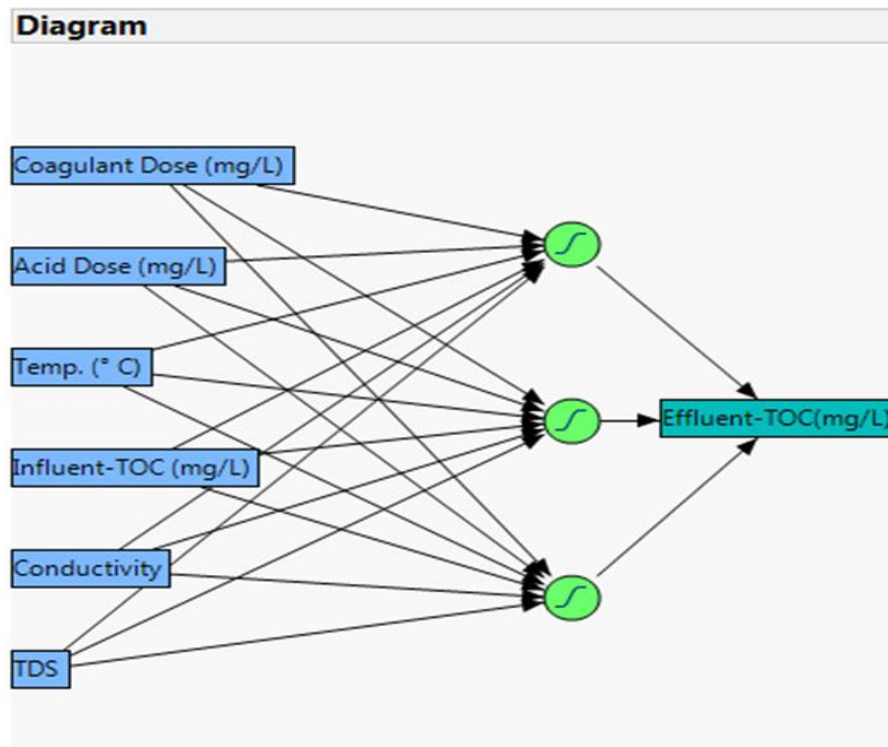 Diagram
Coagulant Dose (mg/L)
Acid Dose (mg/L)
Temp. (° C)
Influent-TOC (mg/L)
Conductivity
TDS
Effluent-TOC(mg/L)